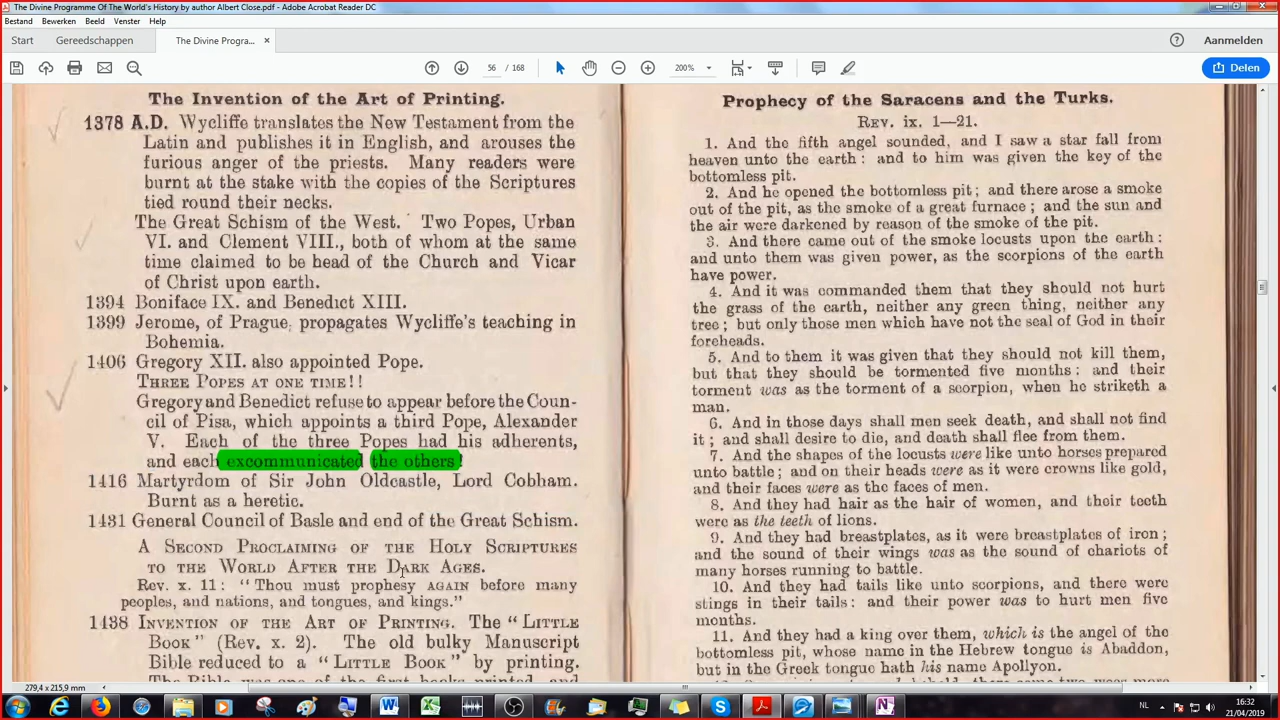 The Divine Programme Of The World's History by author Albert Close.pdf - Adobe Acrobat Reader DC
Bestand Bewerken Beeld Venster Help
Start Gereedschappen The Divine Progr... × Aanmelden
56 / 168 200% Delen
The Invention of the Art of Printing.
1378 A.D. Wycliffe translates the New Testament from the
Latin and publishes it in English, and arouses the
furious anger of the priests. Many readers were
burnt at the stake with the copies of the Scriptures
tied round their necks.
The Great Schism of the West. Two Popes, Urban
VI. and Clement VIII., both of whom at the same
time claimed to be head of the Church and Vicar
of Christ upon earth.
1394 Boniface IX. and Benedict XIII.
1399 Jerome, of Prague, propagates Wycliffe's teaching in
Bohemia.
1406 Gregory XII. also appointed Pope.
THREE POPES AT ONE TIME!!
Gregory and Benedict refuse to appear before the Coun-
cil of Pisa, which appoints a third Pope, Alexander
V. Each of the three Popes had his adherents,
and each excommunicated the others!
1416 Martyrdom of Sir John Oldcastle, Lord Cobham.
Burnt as a heretic.
1431 General Council of Basle and end of the Great Schism.
A SECOND PROCLAIMING OF THE HOLY SCRIPTURES
TO THE WORLD AFTER THE DARK AGES.
Rev. x. 11: "Thou must prophesy AGAIN before many
peoples, and nations, and tongues, and kings."
1438 INVENTION OF THE ART OF PRINTING. The "LITTLE
BOOK" (Rev. x. 2). The old bulky Manuscript
Bible reduced to a "LITTLE BOOK" by printing.
Prophecy of the Saracens and the Turks.
REV. ix. 1—21.
1. And the fifth angel sounded, and I saw a star fall from
heaven unto the earth: and to him was given the key of the
bottomless pit.
2. And he opened the bottomless pit; and there arose a smoke
out of the pit, as the smoke of a great furnace; and the sun and
the air were darkened by reason of the smoke of the pit.
3. And there came out of the smoke locusts upon the earth:
and unto them was given power, as the scorpions of the earth
have power.
4. And it was commanded them that they should not hurt
the grass of the earth, neither any green thing, neither any
tree; but only those men which have not the seal of God in their
foreheads.
5. And to them it was given that they should not kill them,
but that they should be tormented five months: and their
torment was as the torment of a scorpion, when he striketh a
man.
6. And in those days shall men seek death, and shall not find
it; and shall desire to die, and death shall flee from them.
7. And the shapes of the locusts were like unto horses prepared
unto battle; and on their heads were as it were crowns like gold,
and their faces were as the faces of men.
8. And they had hair as the hair of women, and their teeth
were as the teeth of lions.
9. And they had breastplates, as it were breastplates of iron;
and the sound of their wings was as the sound of chariots of
many horses running to battle.
10. And they had tails like unto scorpions, and there were
stings in their tails: and their power was to hurt men five
months.
11. And they had a king over them, which is the angel of the
bottomless pit, whose name in the Hebrew tongue is Abaddon,
but in the Greek tongue hath his name Apollyon.
279,4 x 215,9 mm
NL 16:32
21/04/2019